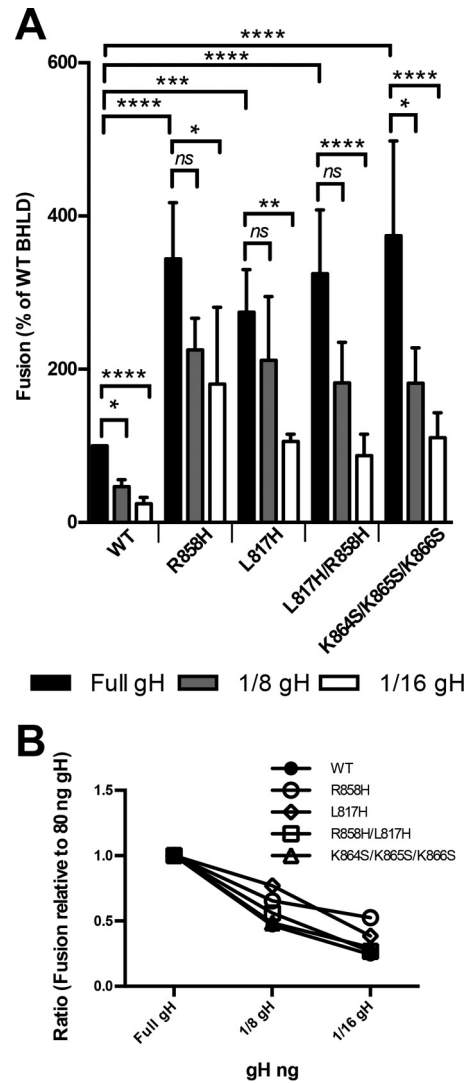 A
****
****
***
****
600
400
200
0
Fusion (% of WT BHLD)
****
*
*
ns
**
ns
****
ns
****
*
WT
R858H
L817H
L817H/R858H
K864S/K865S/K866S
Full gH
1/8 gH
1/16 gH
B
1.5
1.0
0.5
0.0
Ratio (Fusion relative to 80 ng gH)
WT
R858H
L817H
R858H/L817H
K864S/K865S/K866S
Full gH
1/8 gH
1/16 gH
gH ng